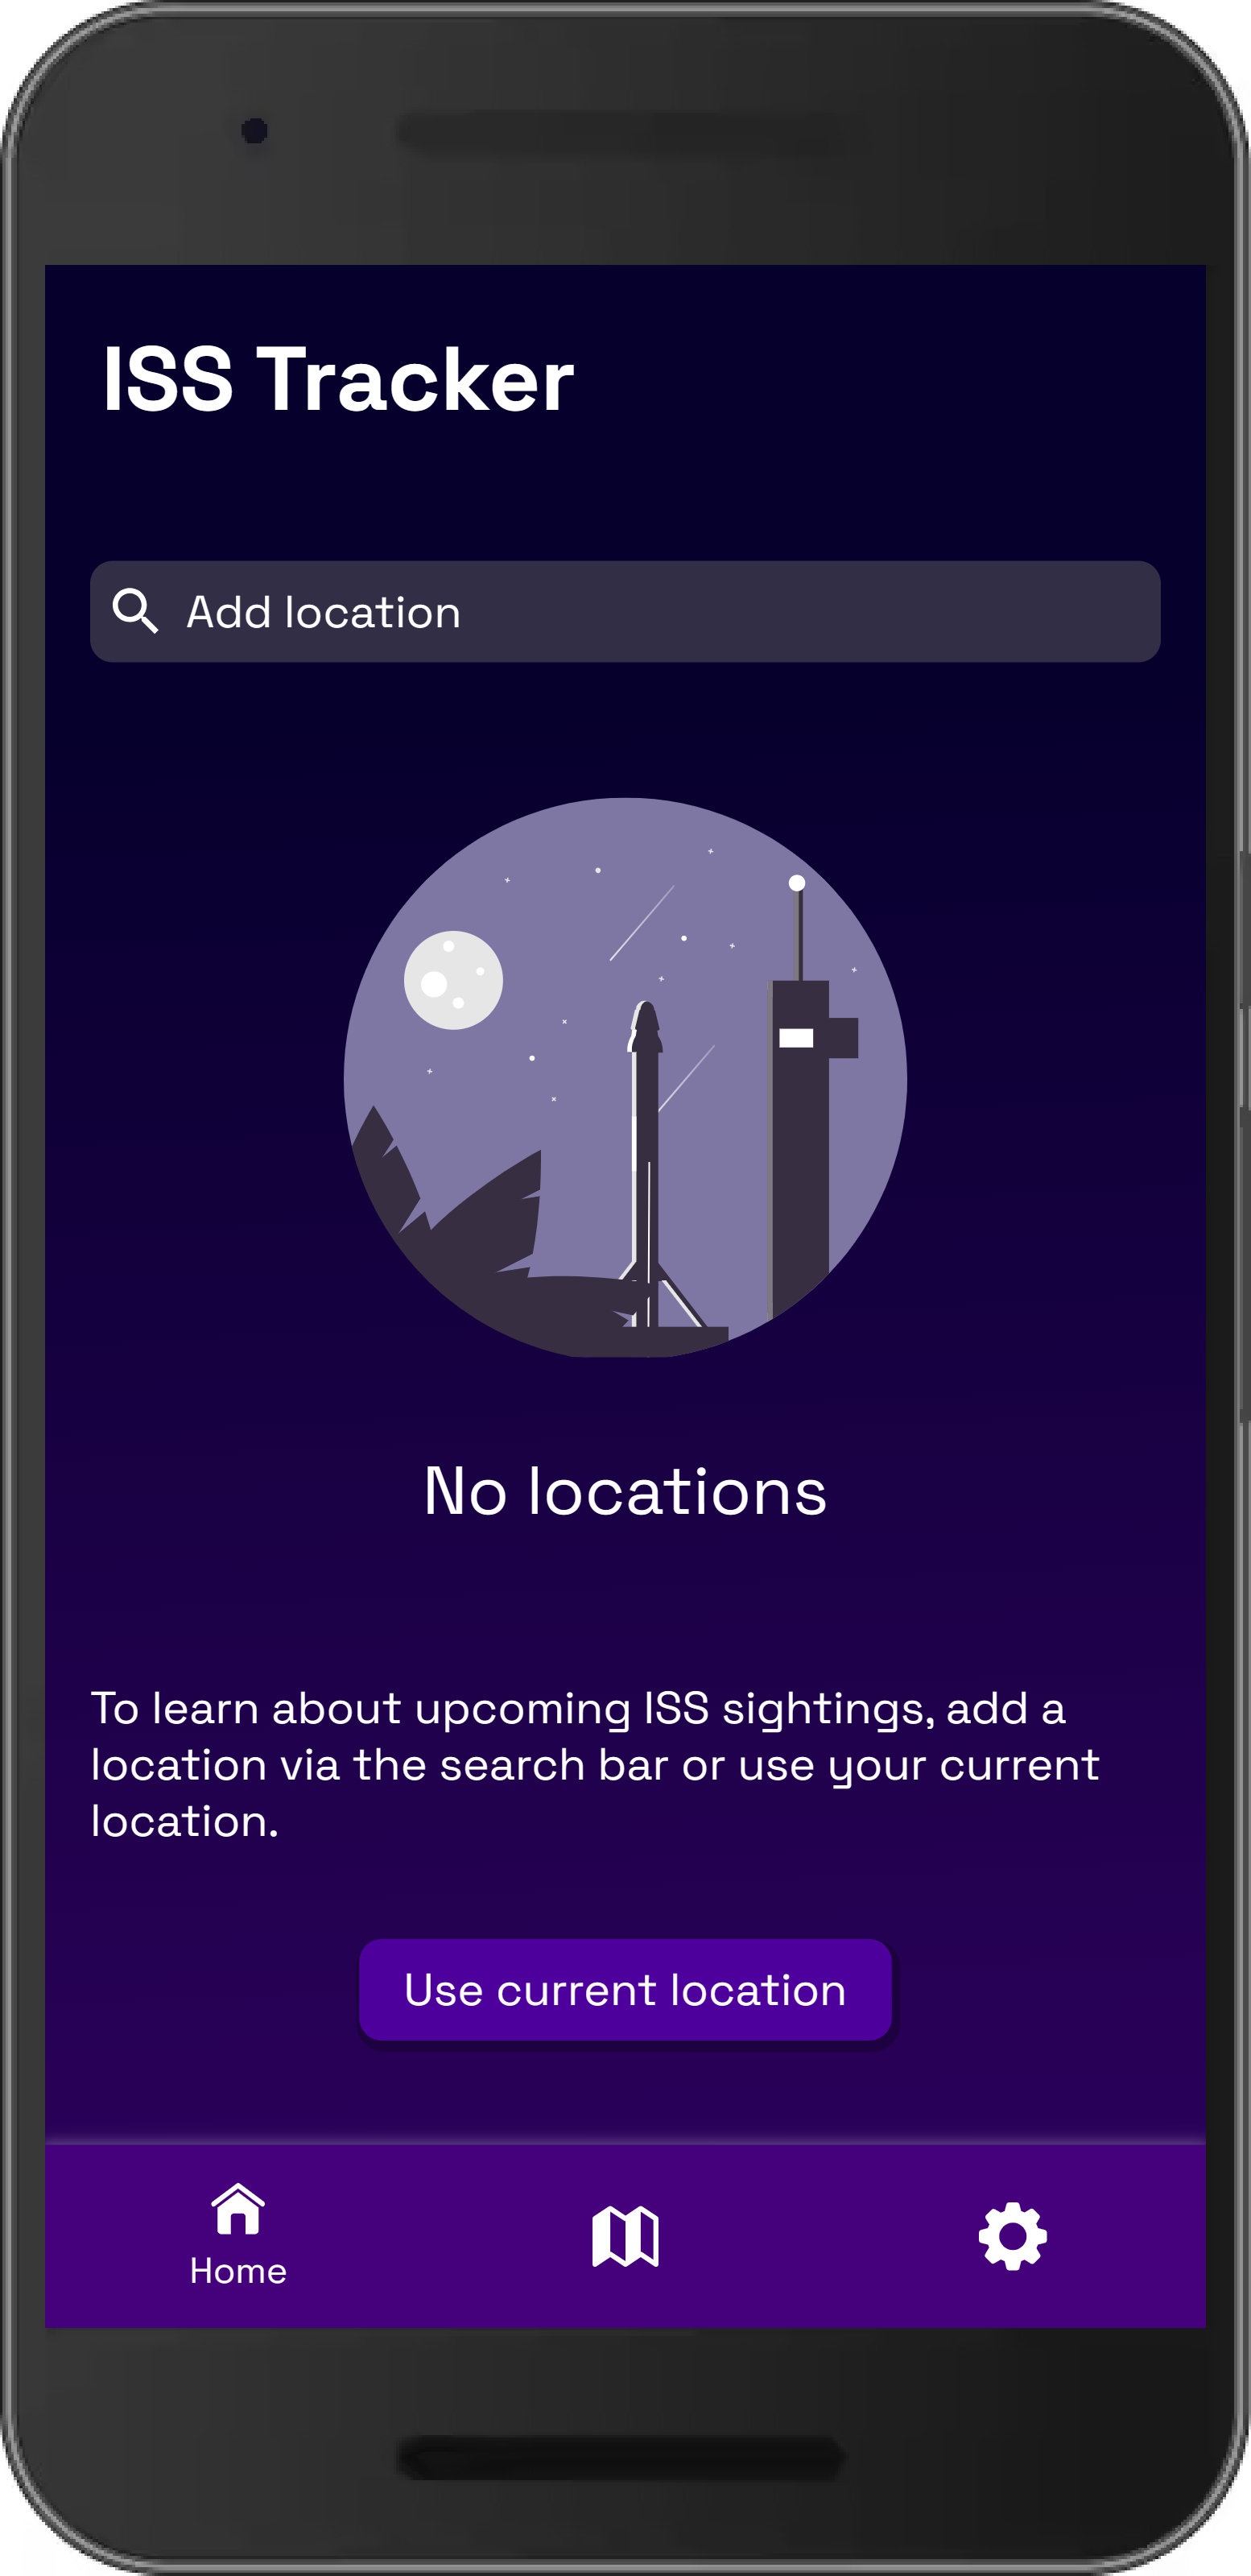 ISS Tracker
Add location
No locations
To learn about upcoming ISS sightings, add a
location via the search bar or use your current
location.
Use current location
Home